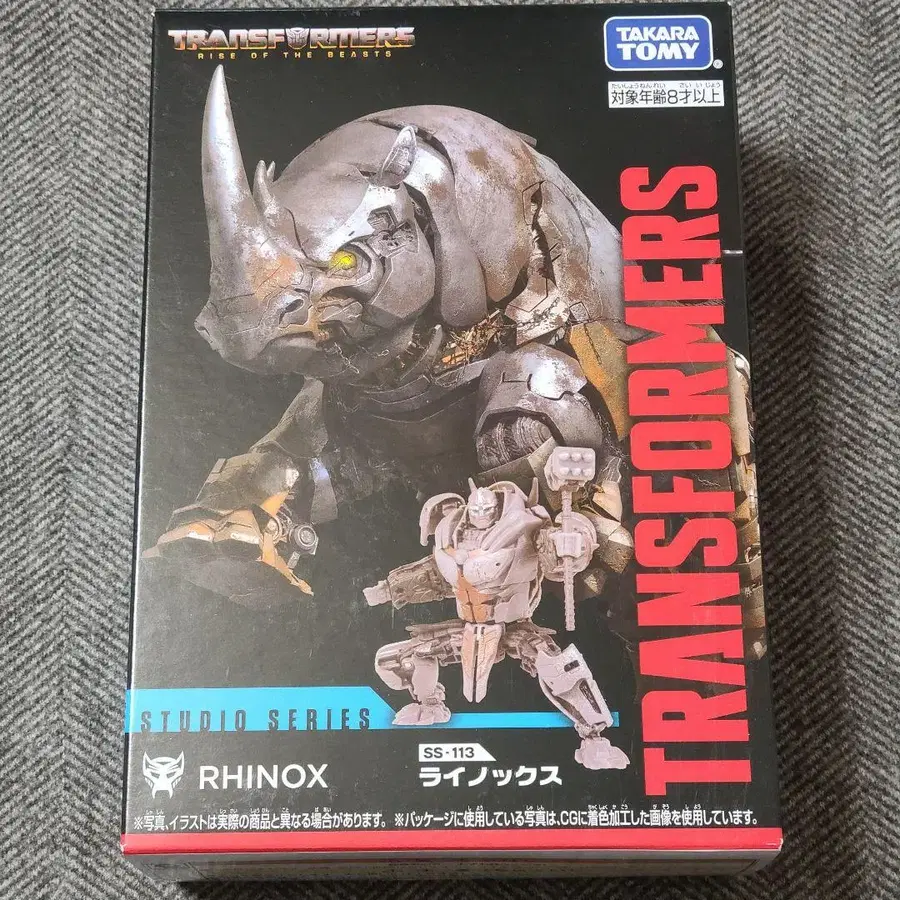 TRANSFORMERS
RISE OF THE BEASTS
TAKARA
TOMY
たいしょうねんれい さい い じょう
対象年齢8才以上
TRANSFORMERS
STUDIO SERIES
RHINOX
SS-113
ライノックス
※写真、イラストは実際の商品と異なる場合があります。 ※パッケージに使用している写真は、CGに着色加工した画像を使用しています。